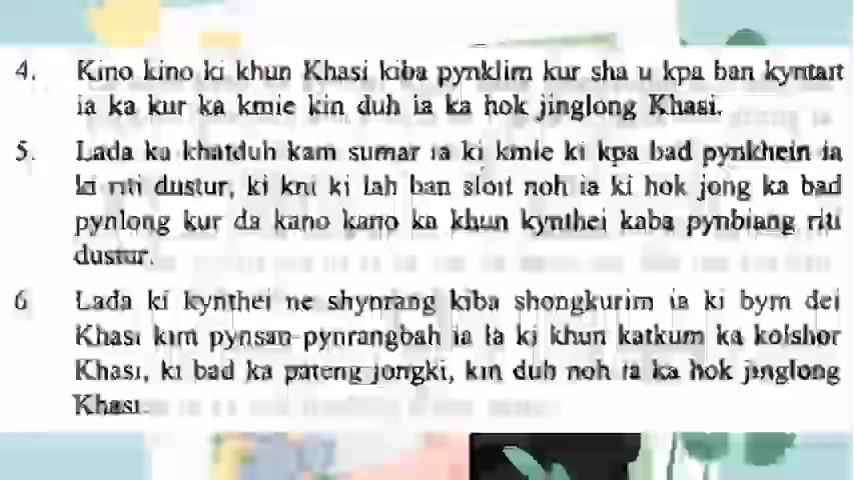 4. Kino kino ki khun Khasi kiba pynklim kur sha u kpa ban kyntait
ia ka kur ka kmie kin duh ia ka hok jinglong Khasi.
5. Lada ka khatduh kam sumar ia ki kmie ki kpa bad pynkhein ia
ki riti dustur, ki kni ki lah ban sloit noh ia ki hok jong ka bad
pynlong kur da kano kano ka khun kynthei kaba pynbiang riti
dustur.
6 Lada ki kynthei ne shynrang kiba shongkurim ia ki bym dei
Khasi kim pynsan-pynrangbah ia la ki khun katkum ka kolshor
Khasi, ki bad ka pateng jongki, kin duh noh ia ka hok jinglong
Khasi.